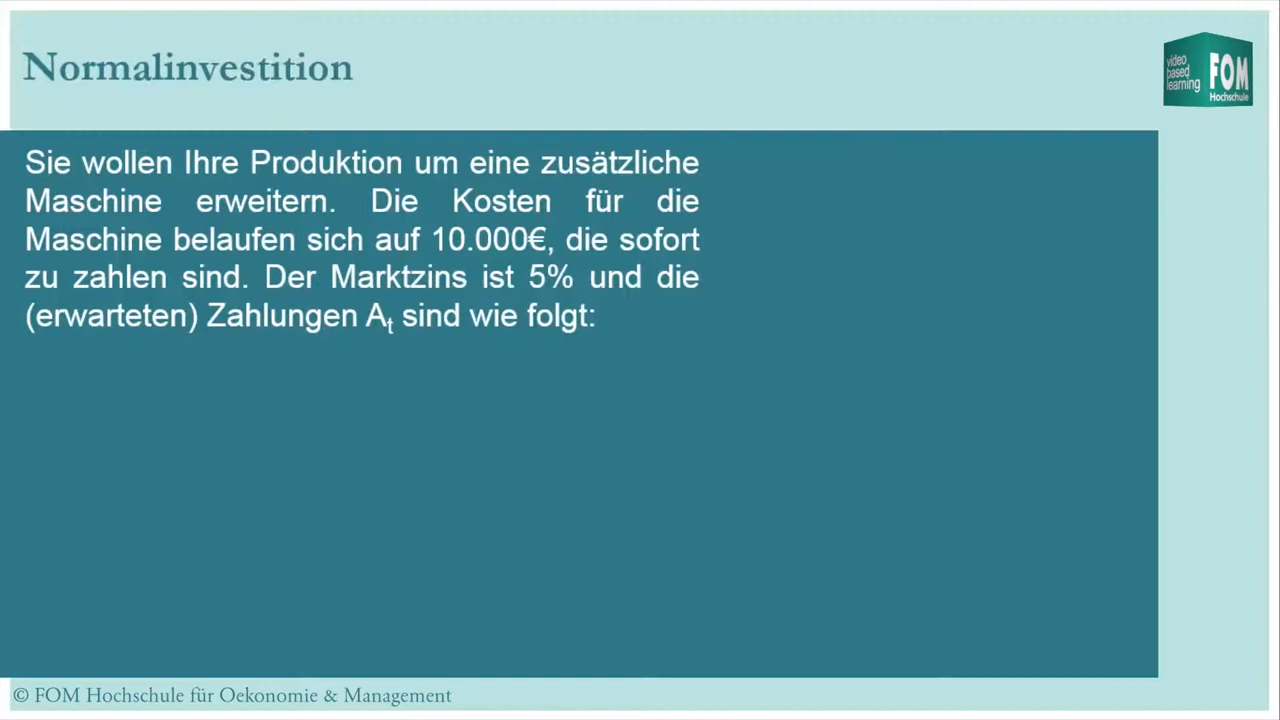 Normalinvestition
video
based
learning
FOM
Hochschule
Sie wollen Ihre Produktion um eine zusätzliche
Maschine erweitern. Die Kosten für die
Maschine belaufen sich auf 10.000€, die sofort
zu zahlen sind. Der Marktzins ist 5% und die
(erwarteten) Zahlungen At sind wie folgt:
© FOM Hochschule für Oekonomie & Management